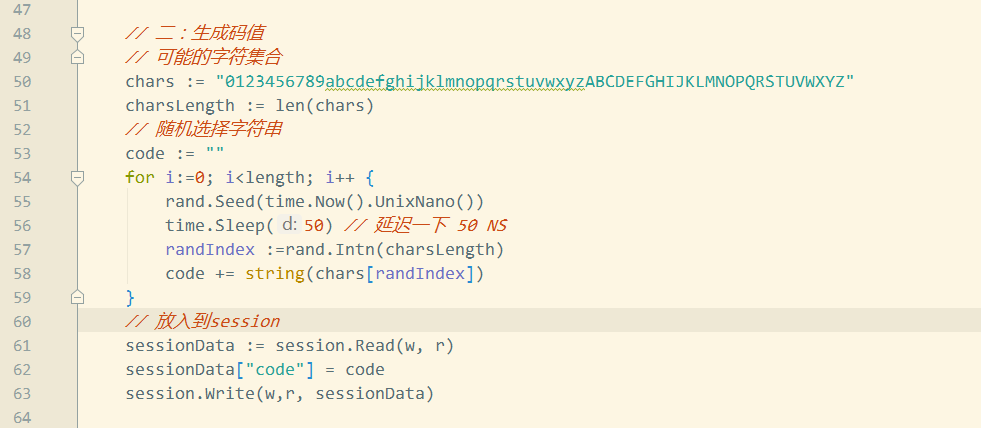 47
48 // 二：生成码值
49 // 可能的字符集合
50 chars := "0123456789abcdefghijklmnopqrstuvwxyzABCDEFGHIJKLMNOPQRSTUVWXYZ"
51 charsLength := len(chars)
52 // 随机选择字符串
53 code := ""
54 for i:=0; i<length; i++ {
55 rand.Seed(time.Now().UnixNano())
56 time.Sleep( d: 50) // 延迟一下 50 NS
57 randIndex :=rand.Intn(charsLength)
58 code += string(chars[randIndex])
59 }
60 // 放入到session
61 sessionData := session.Read(w, r)
62 sessionData["code"] = code
63 session.Write(w,r, sessionData)
64